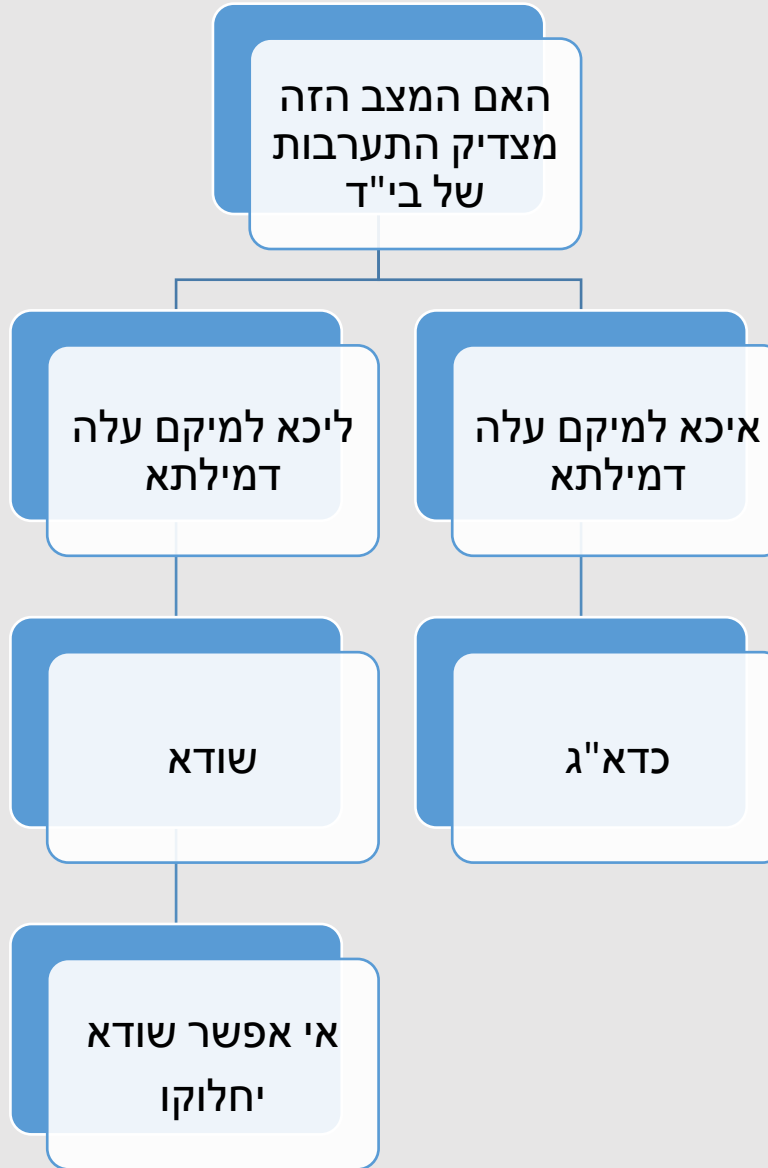 האם המצב הזה
מצדיק התערבות
של בי"ד
איכא למיקם עלה
דמילתא
ליכא למיקם עלה
דמילתא
כדא"ג
שודא
אי אפשר שודא
יחלוקו